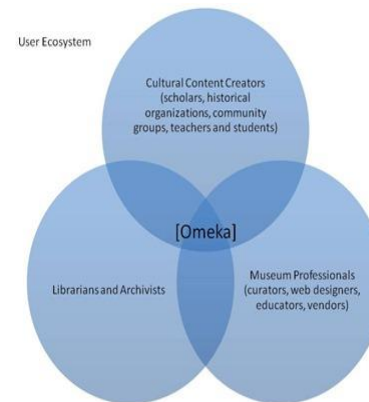 User Ecosystem
Cultural Content Creators
(scholars, historical
organizations, community
groups, teachers and students)
[Omeka]
Librarians and Archivists
Museum Professionals
(curators, web designers,
educators, vendors)